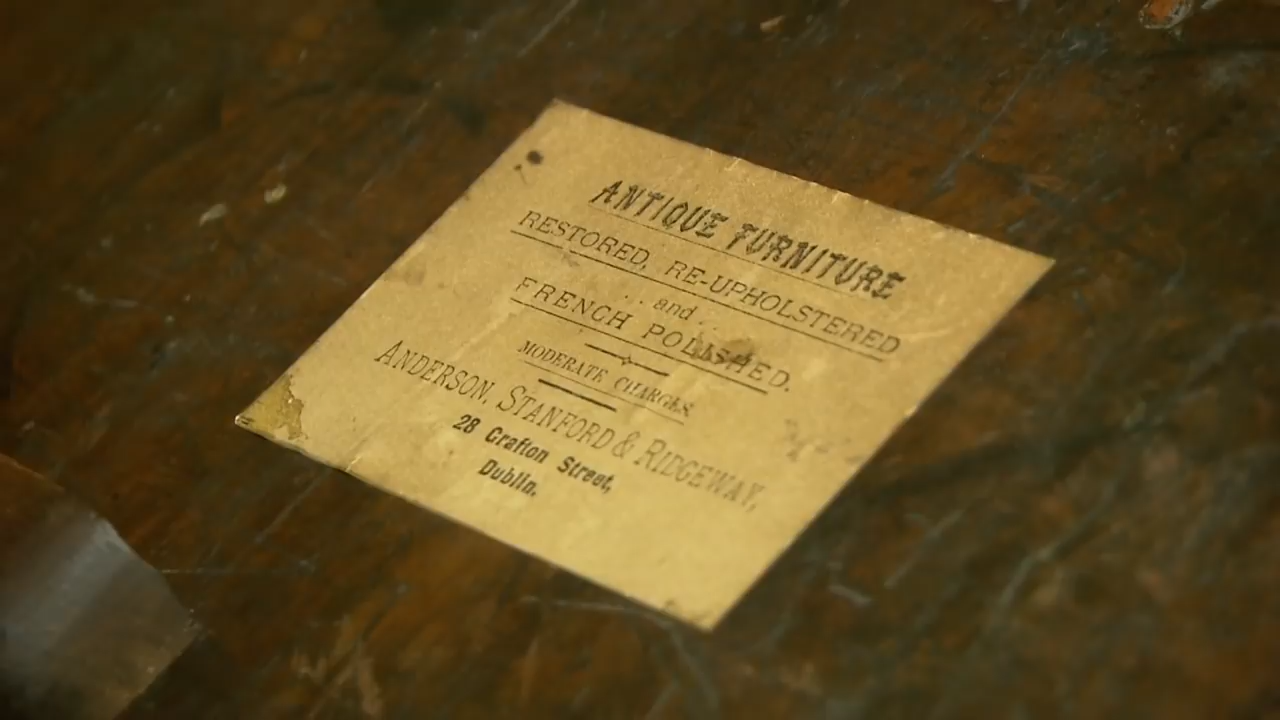 ANTIQUE FURNITURE
RESTORED, RE-UPHOLSTERED
. . and . .
FRENCH POLISHED.
MODERATE CHARGES.
ANDERSON, STANFORD & RIDGEWAY,
28 Grafton Street,
Dublin.